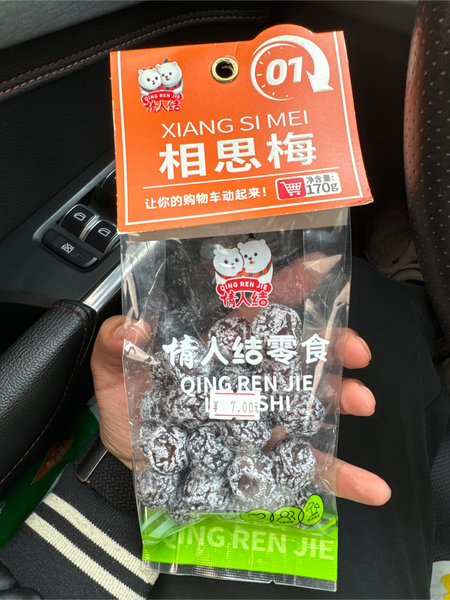 QING REN JIE
情人结
01
XIANG SI MEI
相思梅
让你的购物车动起来！
净含量:
170g
QING REN JIE
情人结
情人结零食
QING REN JIE
SHI
¥ 7.00
QING REN JIE